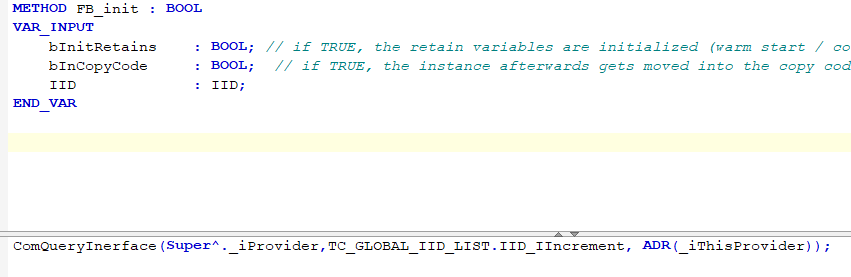 METHOD FB_init : BOOL
VAR_INPUT
bInitRetains : BOOL; // if TRUE, the retain variables are initialized (warm start / co
bInCopyCode : BOOL; // if TRUE, the instance afterwards gets moved into the copy cod
IID : IID;
END_VAR
ComQueryInerface(Super^._iProvider,TC_GLOBAL_IID_LIST.IID_IIncrement, ADR(_iThisProvider));